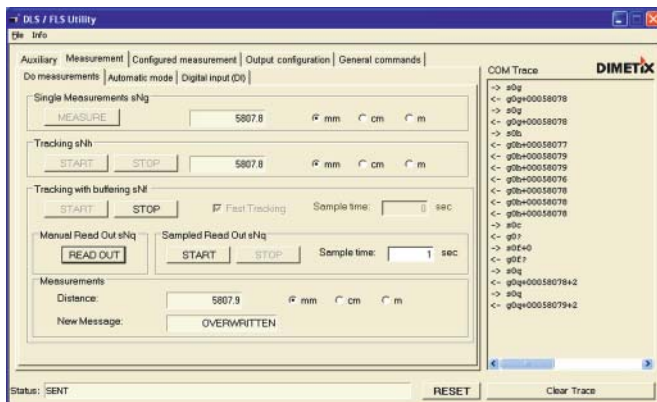 DLS / FLS Utility
File Info
Auxiliary Measurement Configured measurement Output configuration General commands
Do measurements Automatic mode Digital input (DI)
Single Measurements sNg
MEASURE 5807.8 mm cm m
Tracking sNh
START STOP 5807.8 mm cm m
Tracking with buffering sNf
START STOP Fast Tracking Sample time: 0 sec
Manual Read Out sNq Sampled Read Out sNq
READ OUT START STOP Sample time: 1 sec
Measurements
Distance: 5807.9 mm cm m
New Message: OVERWRITTEN
COM Trace DIMETIX
-> s0g
<- g0g+00058078
-> s0g
<- g0g+00058078
-> s0h
<- g0h+00058077
<- g0h+00058079
<- g0h+00058079
<- g0h+00058076
<- g0h+00058078
<- g0h+00058078
<- g0h+00058078
-> s0c
<- g0?
-> s0f+0
<- g0f?
-> s0q
<- g0q+00058078+2
-> s0q
<- g0q+00058079+2
Status: SENT RESET Clear Trace